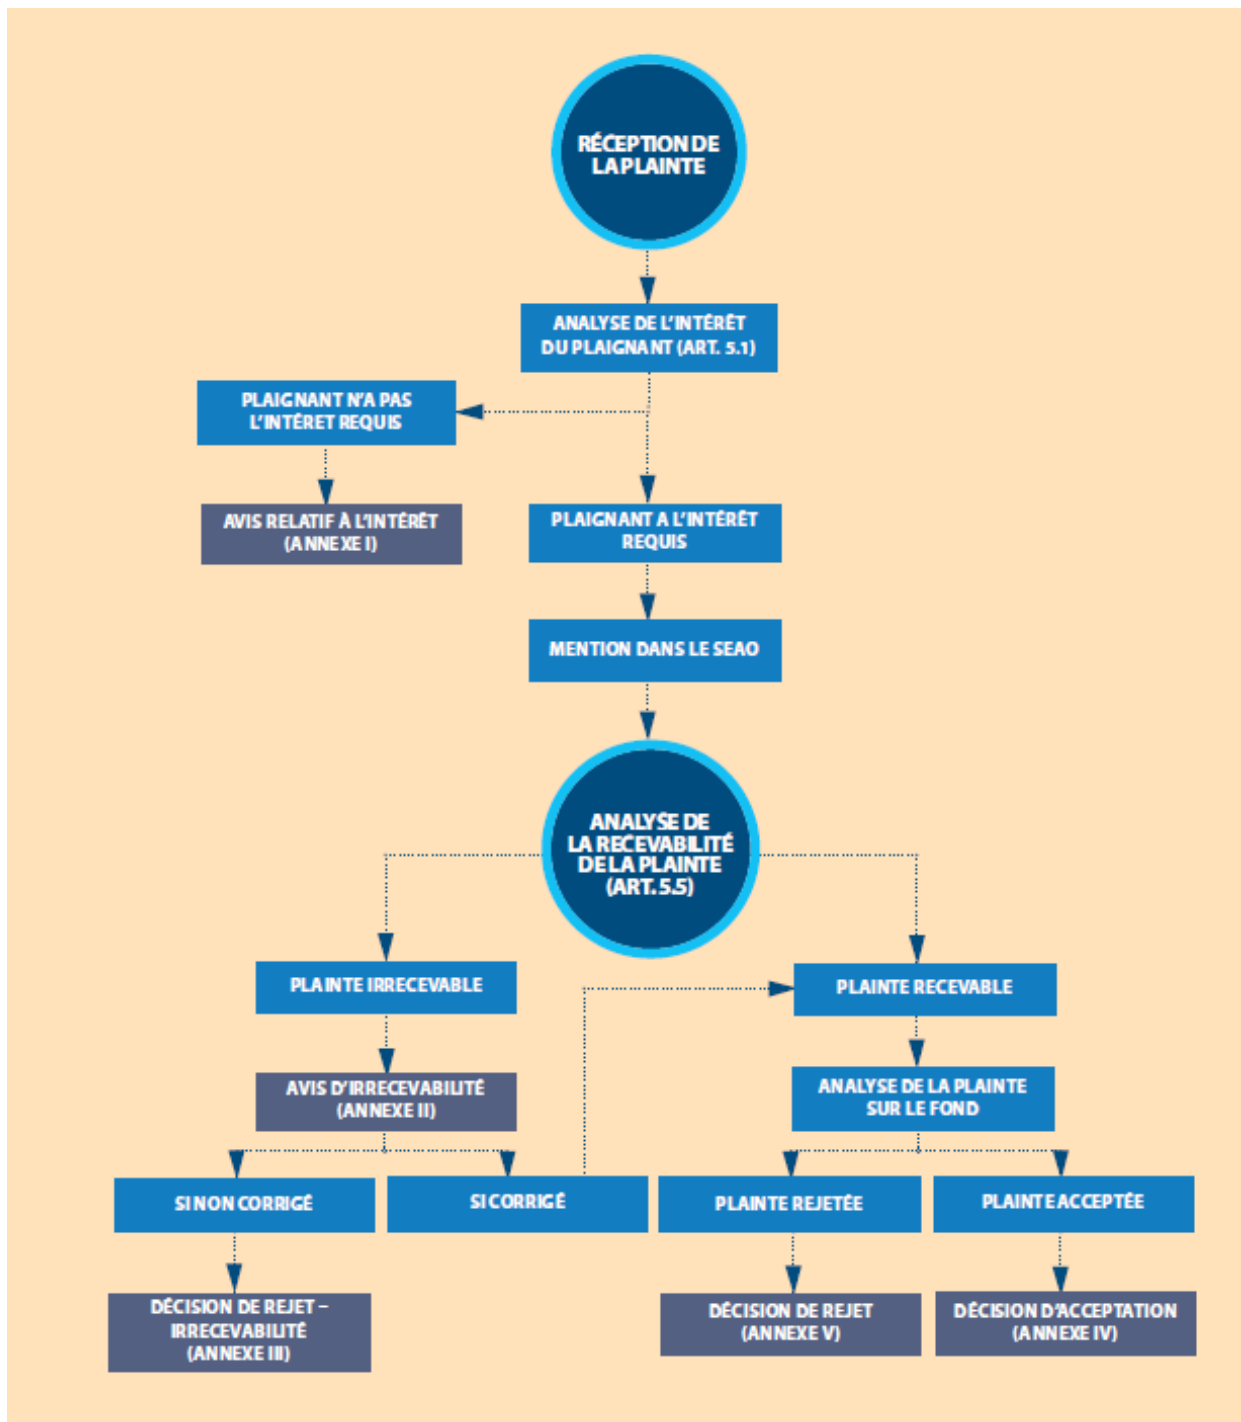 RÉCEPTION DE
LA PLAINTE
ANALYSE DE L'INTÉRÊT
DU PLAIGNANT (ART. 5.1)
PLAIGNANT N'A PAS
L'INTÉRET REQUIS
AVIS RELATIF À L'INTÉRÊT
(ANNEXE I)
PLAIGNANT A L'INTÉRÊT
REQUIS
MENTION DANS LE SEAO
ANALYSE DE
LA RECEVABILITÉ
DE LA PLAINTE
(ART. 5.5)
PLAINTE IRRECEVABLE
PLAINTE RECEVABLE
AVIS D'IRRECEVABILITÉ
(ANNEXE II)
ANALYSE DE LA PLAINTE
SUR LE FOND
SI NON CORRIGÉ
SI CORRIGÉ
PLAINTE REJETÉE
PLAINTE ACCEPTÉE
DÉCISION DE REJET –
IRRECEVABILITÉ
(ANNEXE III)
DÉCISION DE REJET
(ANNEXE V)
DÉCISION D'ACCEPTATION
(ANNEXE IV)